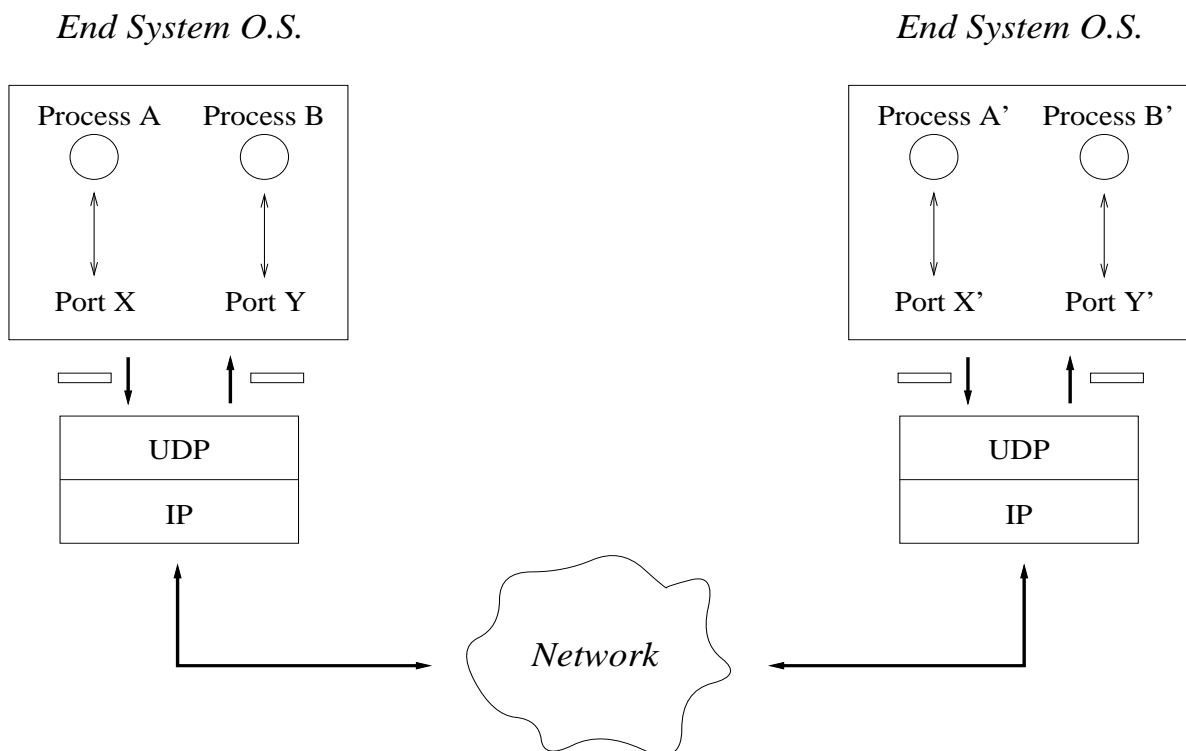 End System O.S.
End System O.S.
Process A
Process B
Process A’
Process B’
Port X
Port Y
Port X’
Port Y’
UDP
UDP
IP
IP
Network